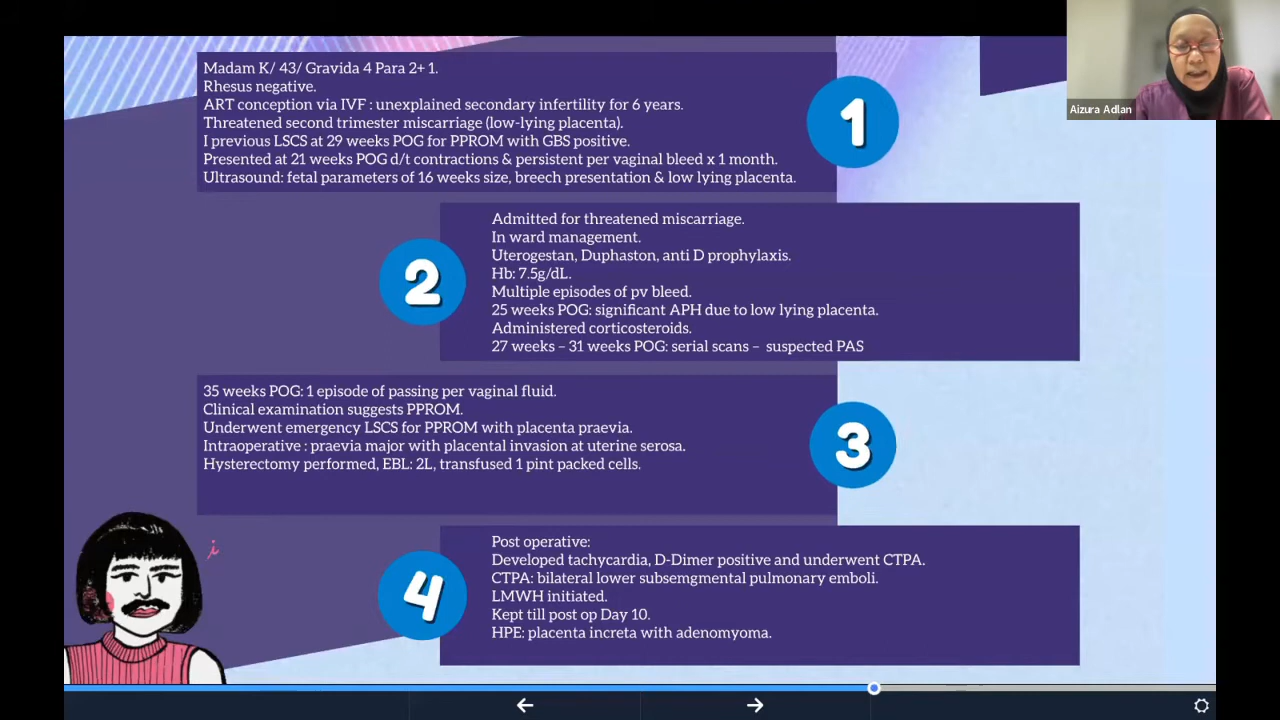 Madam K/ 43/ Gravida 4 Para 2+1.
Rhesus negative.
ART conception via IVF : unexplained secondary infertility for 6 years.
Threatened second trimester miscarriage (low-lying placenta).
I previous LSCS at 29 weeks POG for PPROM with GBS positive.
Presented at 21 weeks POG d/t contractions & persistent per vaginal bleed x 1 month.
Ultrasound: fetal parameters of 16 weeks size, breech presentation & low lying placenta.
1
Aizura Adlan
2
Admitted for threatened miscarriage.
In ward management.
Uterogestan, Duphaston, anti D prophylaxis.
Hb: 7.5g/dL.
Multiple episodes of pv bleed.
25 weeks POG: significant APH due to low lying placenta.
Administered corticosteroids.
27 weeks – 31 weeks POG: serial scans – suspected PAS
35 weeks POG: 1 episode of passing per vaginal fluid.
Clinical examination suggests PPROM.
Underwent emergency LSCS for PPROM with placenta praevia.
Intraoperative : praevia major with placental invasion at uterine serosa.
Hysterectomy performed, EBL: 2L, transfused 1 pint packed cells.
3
i
4
Post operative:
Developed tachycardia, D-Dimer positive and underwent CTPA.
CTPA: bilateral lower subsemgmental pulmonary emboli.
LMWH initiated.
Kept till post op Day 10.
HPE: placenta increta with adenomyoma.